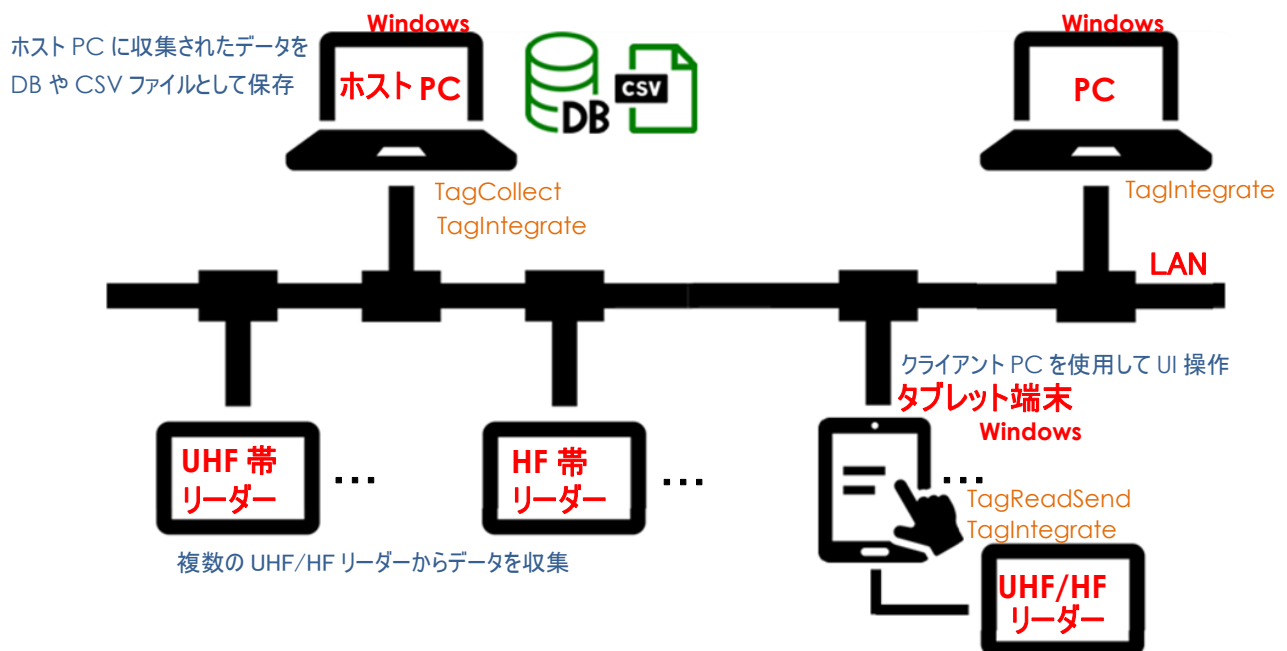 Windows
ホスト PC に収集されたデータを
DB や CSV ファイルとして保存
ホスト PC
DB
CSV
TagCollect
TagIntegrate
Windows
PC
TagIntegrate
LAN
UHF 帯
リーダー
...
HF 帯
リーダー
...
複数の UHF/HF リーダーからデータを収集
クライアント PC を使用して UI 操作
タブレット端末
Windows
...
TagReadSend
TagIntegrate
UHF/HF
リーダー